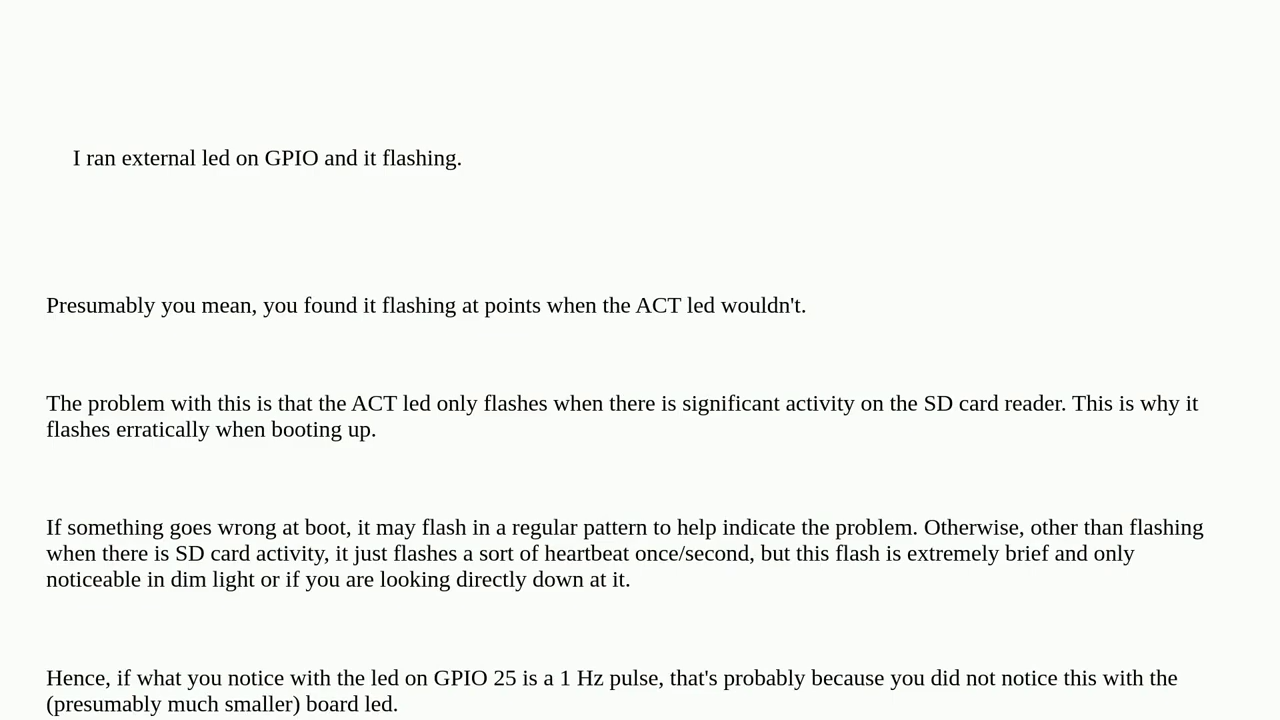 I ran external led on GPIO and it flashing.
Presumably you mean, you found it flashing at points when the ACT led wouldn't.
The problem with this is that the ACT led only flashes when there is significant activity on the SD card reader. This is why it
flashes erratically when booting up.
If something goes wrong at boot, it may flash in a regular pattern to help indicate the problem. Otherwise, other than flashing
when there is SD card activity, it just flashes a sort of heartbeat once/second, but this flash is extremely brief and only
noticeable in dim light or if you are looking directly down at it.
Hence, if what you notice with the led on GPIO 25 is a 1 Hz pulse, that's probably because you did not notice this with the
(presumably much smaller) board led.